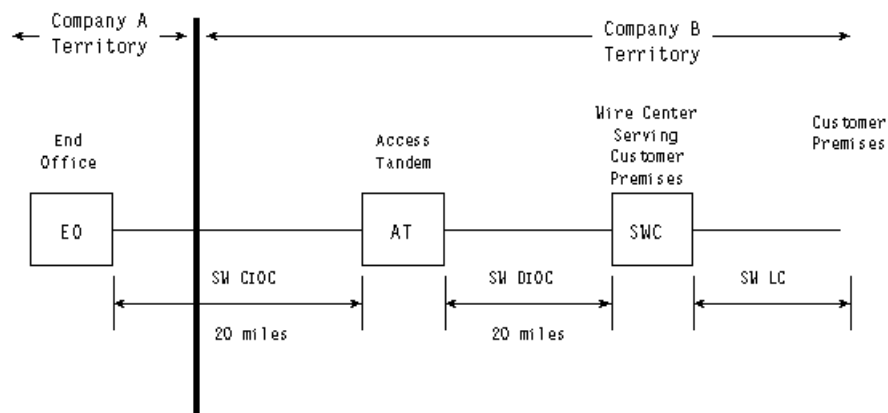 Company A
Territory
Company B
Territory
End
Office
Access
Tandem
Wire Center
Serving
Customer
Premises
Customer
Premises
EO
AT
SWC
SW CIOC
SW DIOC
SW LC
20 miles
20 miles